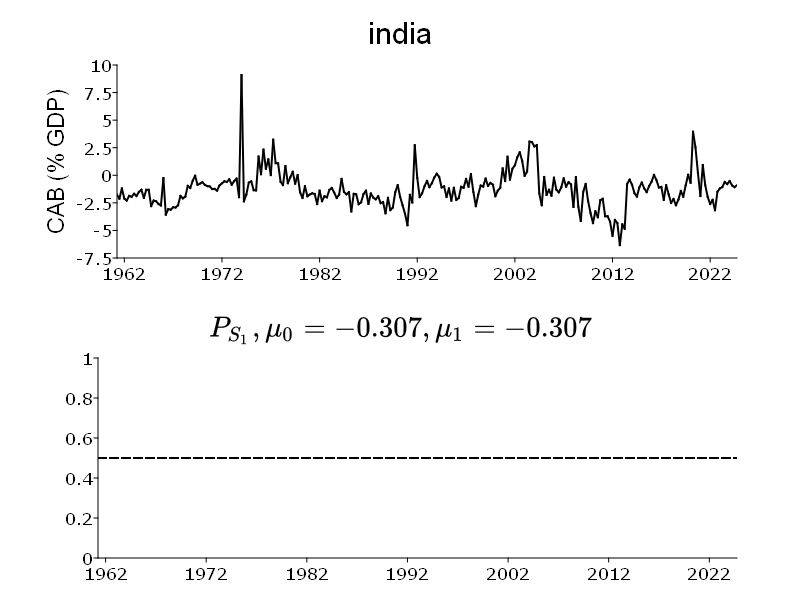 india
CAB (% GDP)
10
7.5
5
2.5
0
-2.5
-5
-7.5
1962 1972 1982 1992 2002 2012 2022
P_{S_1}, μ_0 = −0.307, μ_1 = −0.307
1
0.8
0.6
0.4
0.2
0
1962 1972 1982 1992 2002 2012 2022